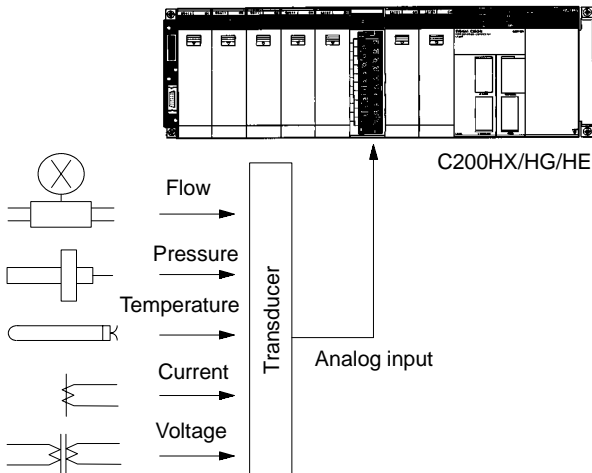 C200HX/HG/HE
Flow
Pressure
Temperature
Current
Voltage
Transducer
Analog input